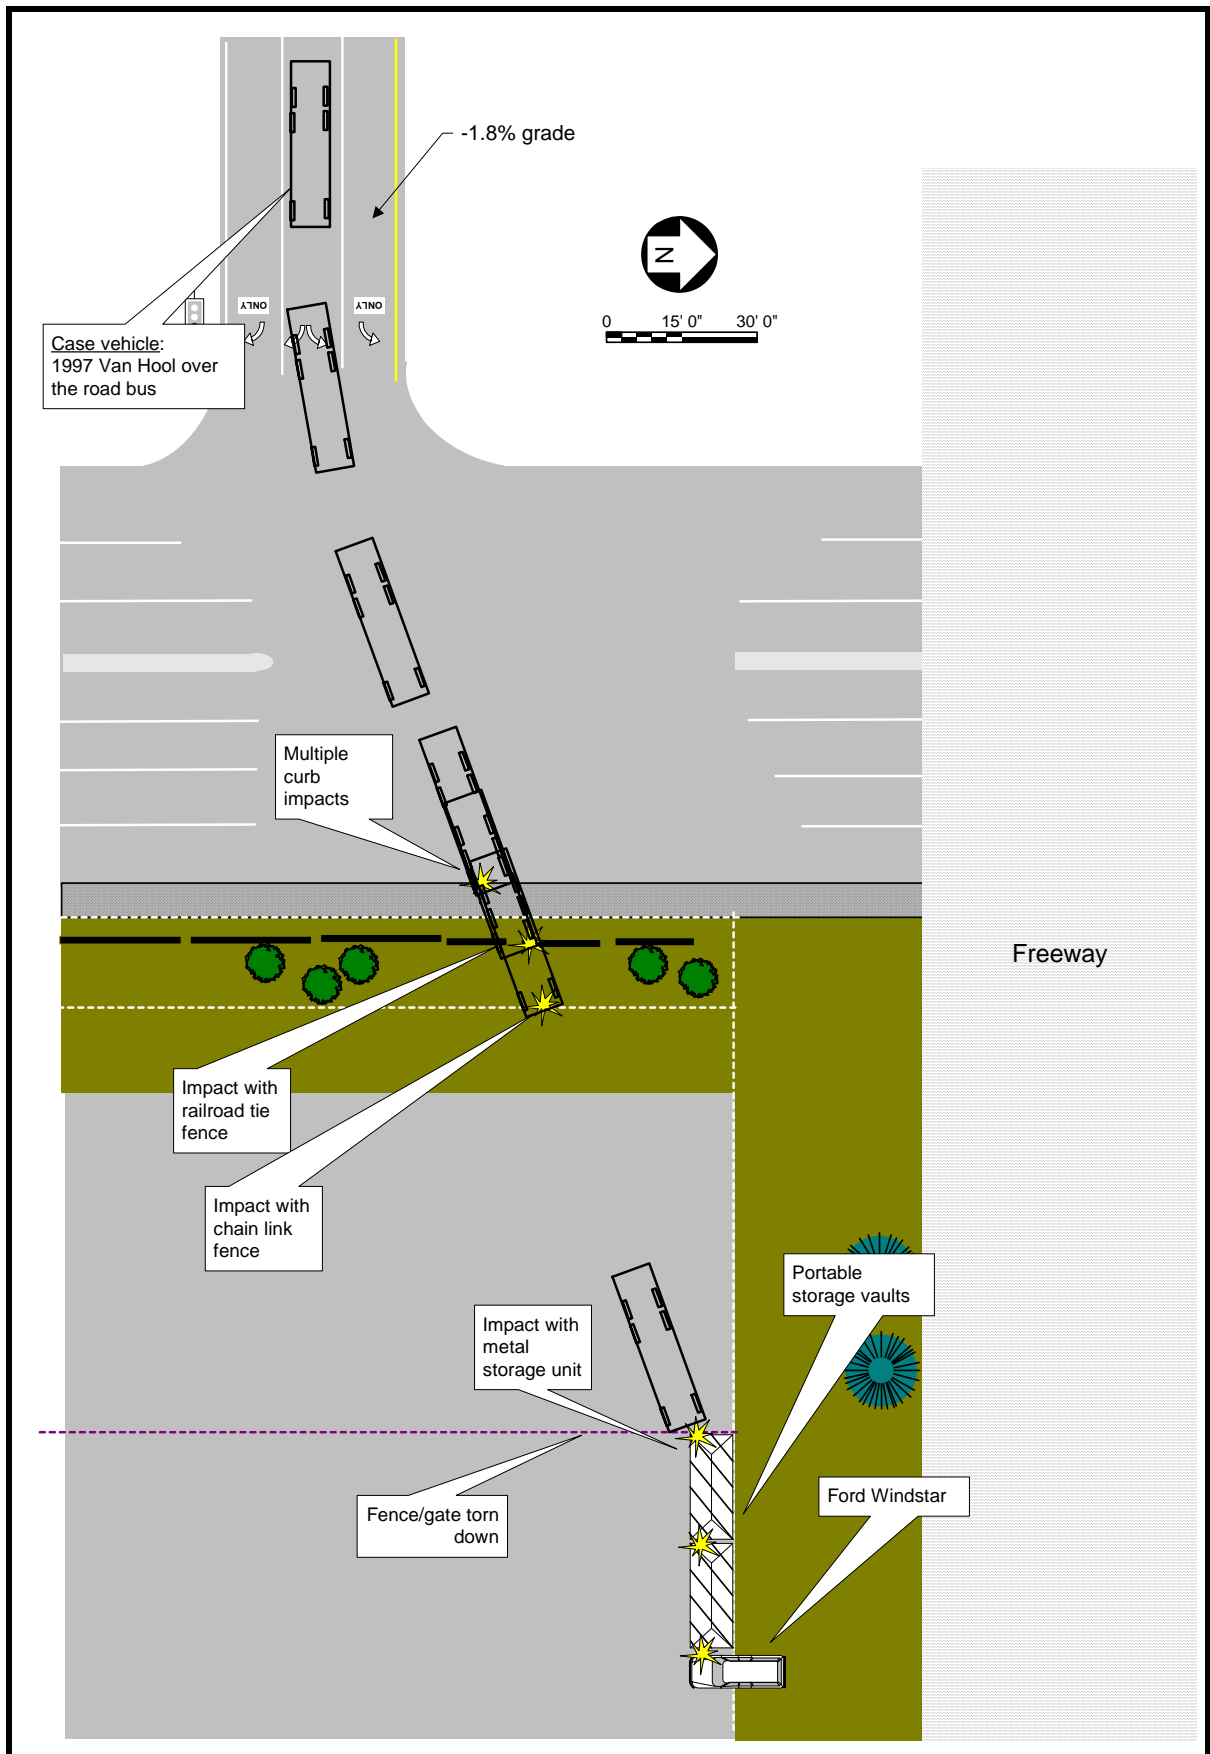 -1.8% grade
N
0 15' 0" 30' 0"
ONLY
ONLY
Case vehicle:
1997 Van Hool over
the road bus
Multiple
curb
impacts
Freeway
Impact with
railroad tie
fence
Impact with
chain link
fence
Portable
storage vaults
Impact with
metal
storage unit
Ford Windstar
Fence/gate torn
down